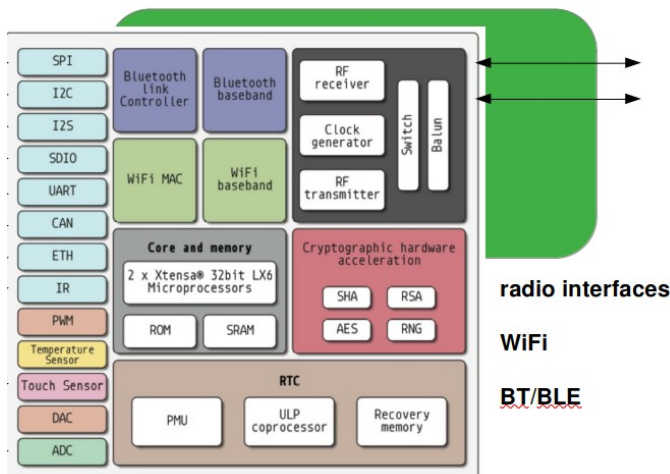 SPI
I2C
I2S
SDIO
UART
CAN
ETH
IR
PWM
Temperature
Sensor
Touch Sensor
DAC
ADC
Bluetooth
link
Controller
Bluetooth
baseband
WiFi MAC
WiFi
baseband
RF
receiver
Clock
generator
RF
transmitter
Switch
Balun
Core and memory
2 x Xtensa® 32bit LX6
Microprocessors
ROM
SRAM
Cryptographic hardware
acceleration
SHA
RSA
AES
RNG
RTC
PMU
ULP
coprocessor
Recovery
memory
radio interfaces
WiFi
BT/BLE